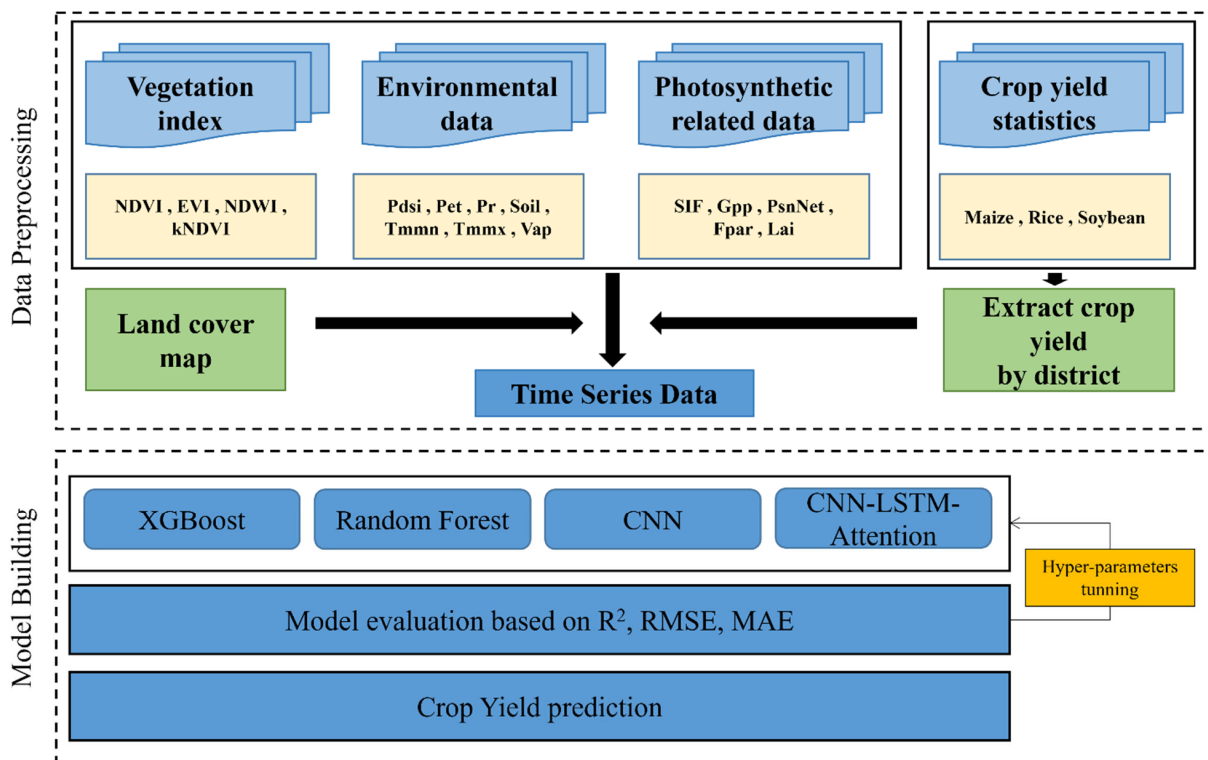 Data Preprocessing
Vegetation
index
Environmental
data
Photosynthetic
related data
Crop yield
statistics
NDVI , EVI , NDWI ,
kNDVI
Pdsi , Pet , Pr , Soil ,
Tmmn , Tmmx , Vap
SIF , Gpp , PsnNet ,
Fpar , Lai
Maize , Rice , Soybean
Land cover
map
Extract crop
yield
by district
Time Series Data
Model Building
XGBoost
Random Forest
CNN
CNN-LSTM-
Attention
Hyper-parameters
tunning
Model evaluation based on R², RMSE, MAE
Crop Yield prediction